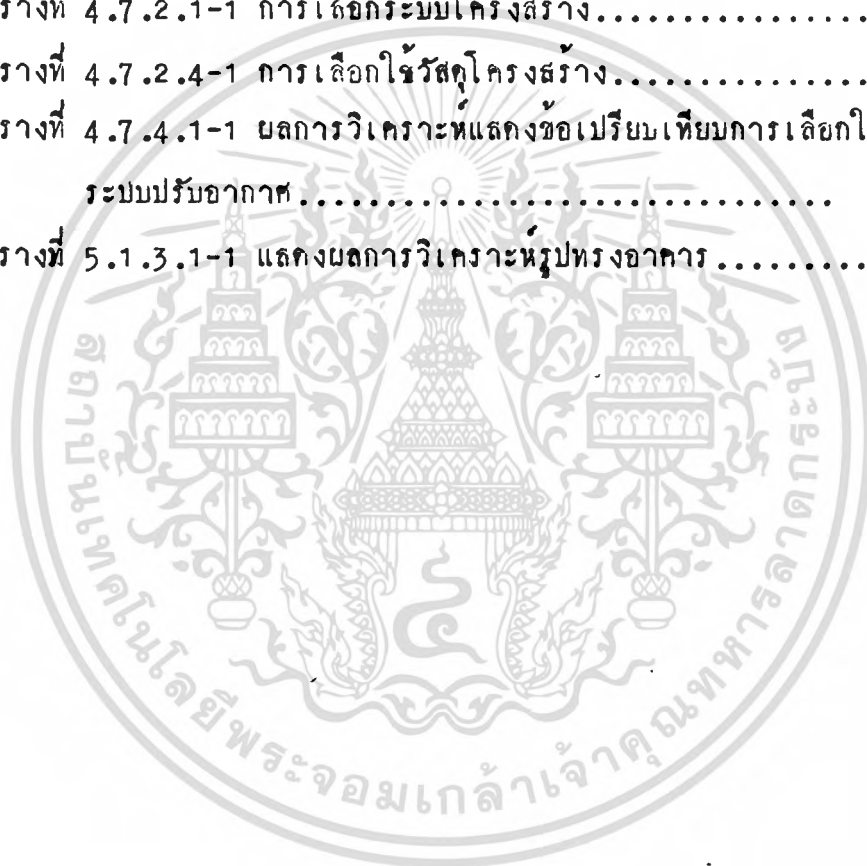 รางที่ 4.7.2.1-1 การเลือกระบบโครงสร้าง................
รางที่ 4.7.2.4-1 การเลือกใช้วัสดุโครงสร้าง...............
รางที่ 4.7.4.1-1 ผลการวิเคราะห์แสดงข้อเปรียบเทียบการเลือกใ
ระบบปรับอากาศ................................
รางที่ 5.1.3.1-1 แสดงผลการวิเคราะห์รูปทรงอาคาร.........
สถาบันเทคโนโลยีพระจอมเกล้าเจ้าคุณทหารลาดกระบัง
๔